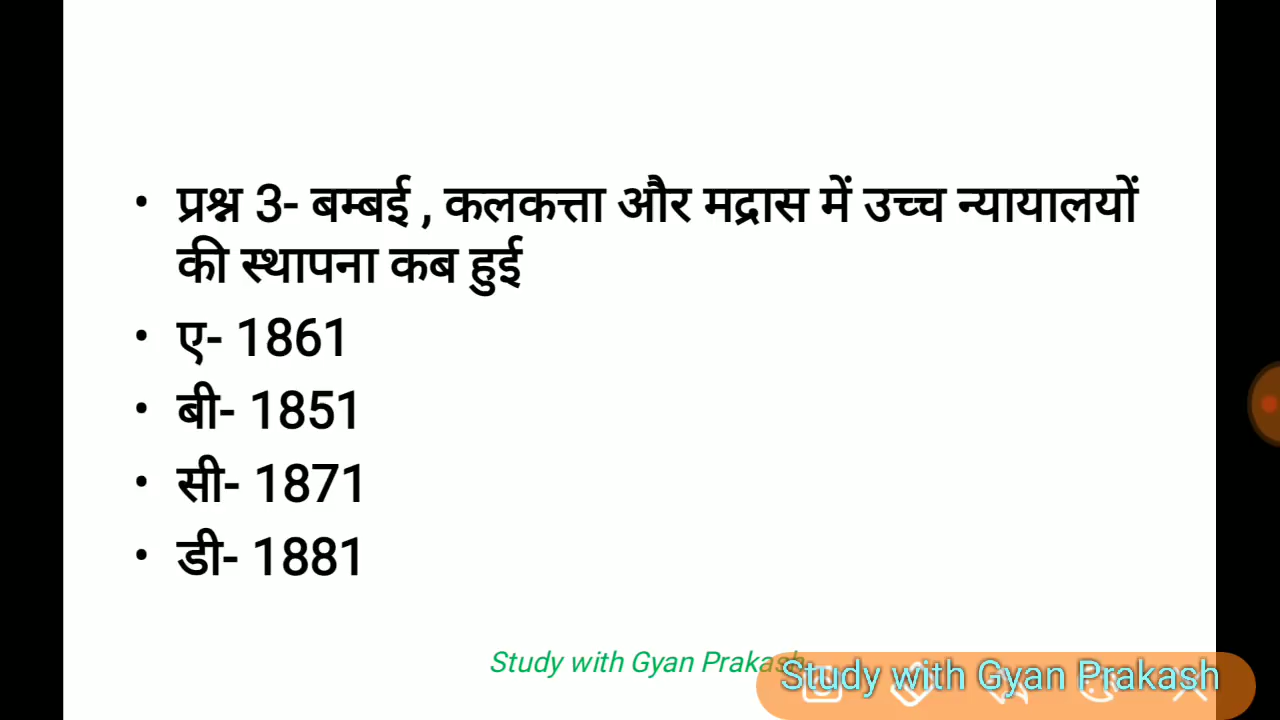 • प्रश्न 3- बम्बई , कलकत्ता और मद्रास में उच्च न्यायालयों
की स्थापना कब हुई
• ए- 1861
• बी- 1851
• सी- 1871
• डी- 1881
Study with Gyan Prakash
Study with Gyan Prakash